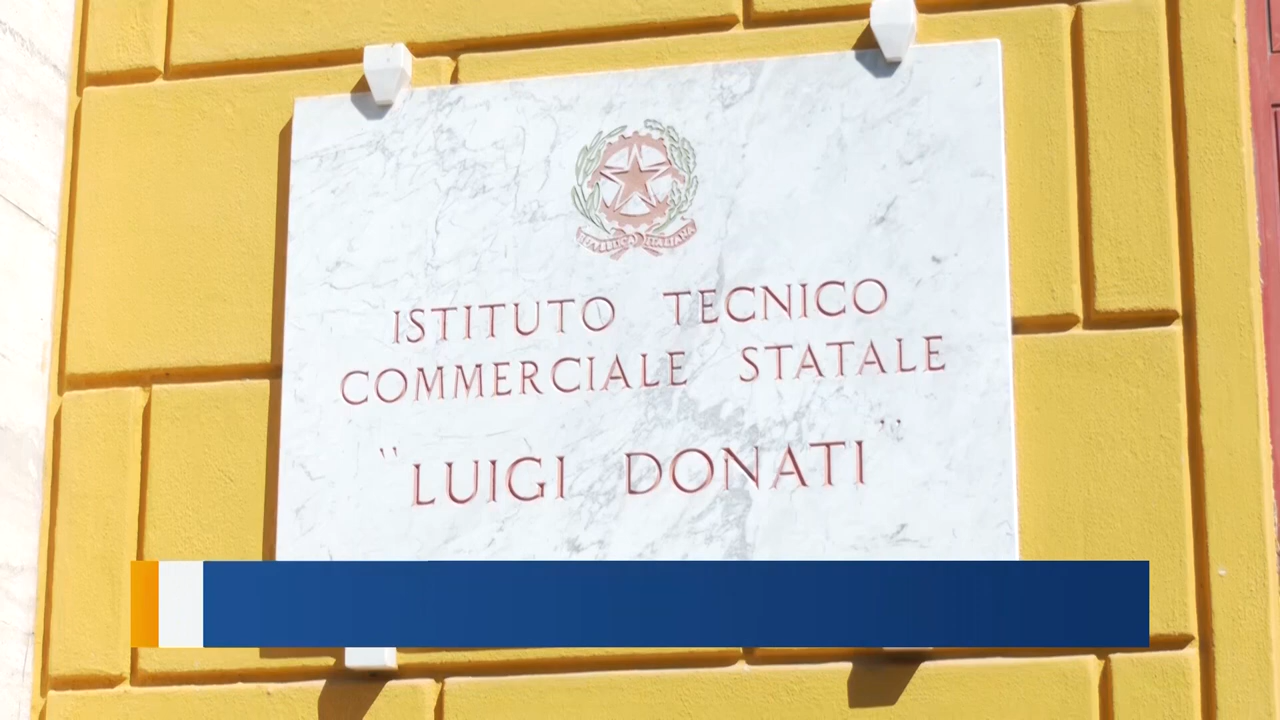 REPUBBLICA ITALIANA
ISTITUTO TECNICO
COMMERCIALE STATALE
"LUIGI DONATI"